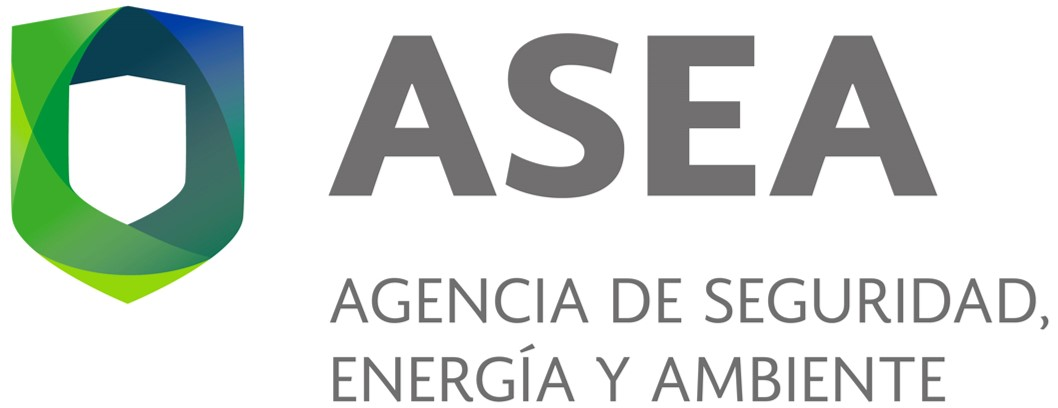 ASEA
AGENCIA DE SEGURIDAD,
ENERGÍA Y AMBIENTE